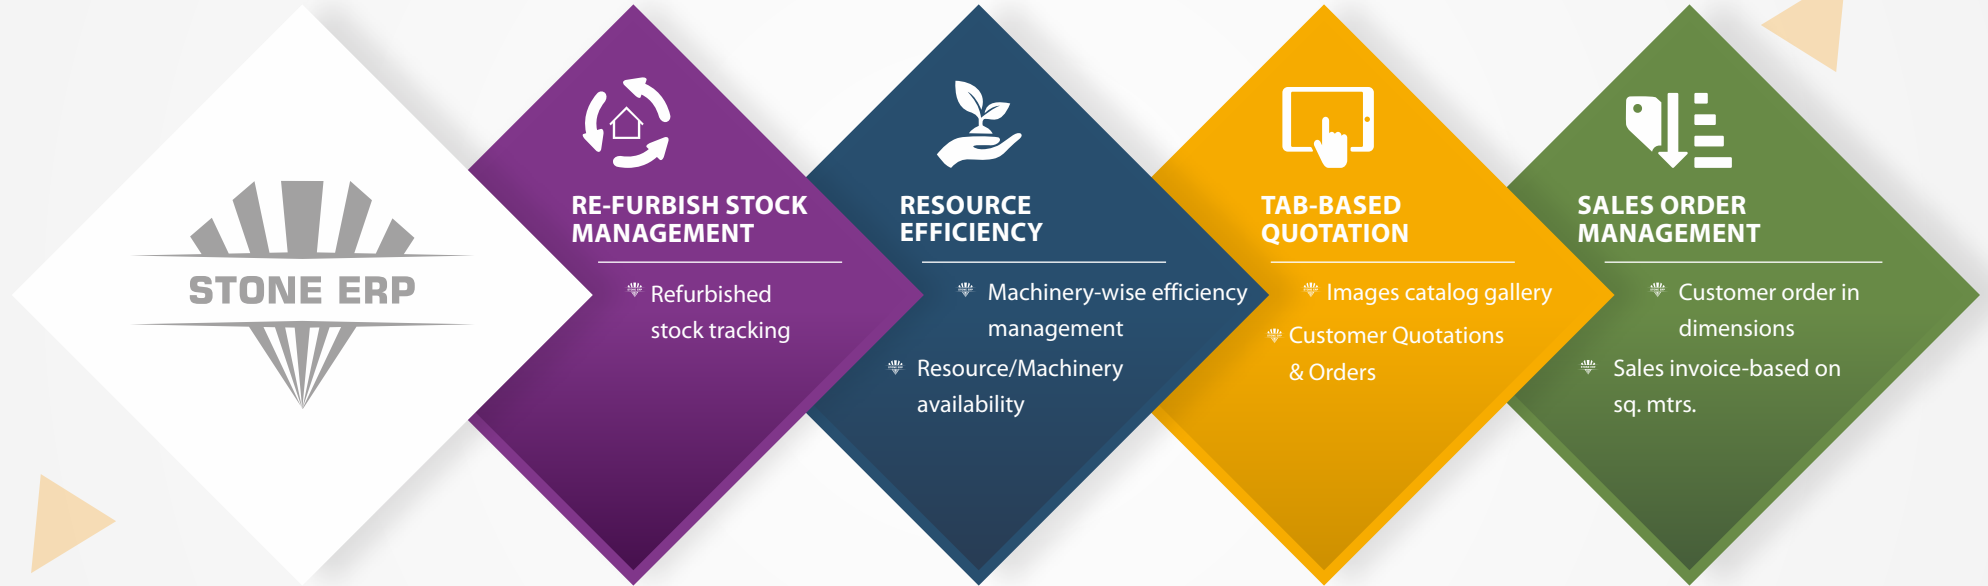 STONE ERP
RE-FURBISH STOCK
MANAGEMENT
Refurbished
stock tracking
RESOURCE
EFFICIENCY
Machinery-wise efficiency
management
Resource/Machinery
availability
TAB-BASED
QUOTATION
Images catalog gallery
Customer Quotations
& Orders
SALES ORDER
MANAGEMENT
Customer order in
dimensions
Sales invoice-based on
sq. mtrs.